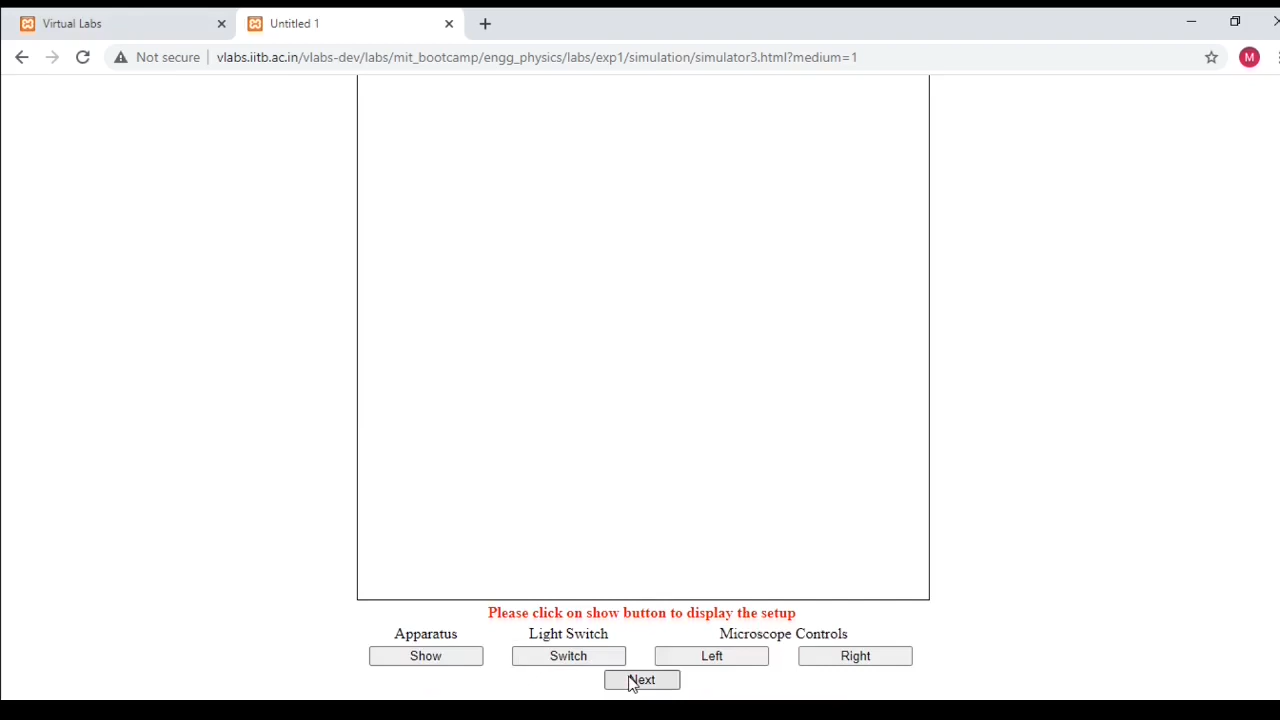 Virtual Labs
Untitled 1
Not secure vlabs.iitb.ac.in/vlabs-dev/labs/mit_bootcamp/engg_physics/labs/exp1/simulation/simulator3.html?medium=1
M
Please click on show button to display the setup
Apparatus Light Switch Microscope Controls
Show Switch Left Right
Next